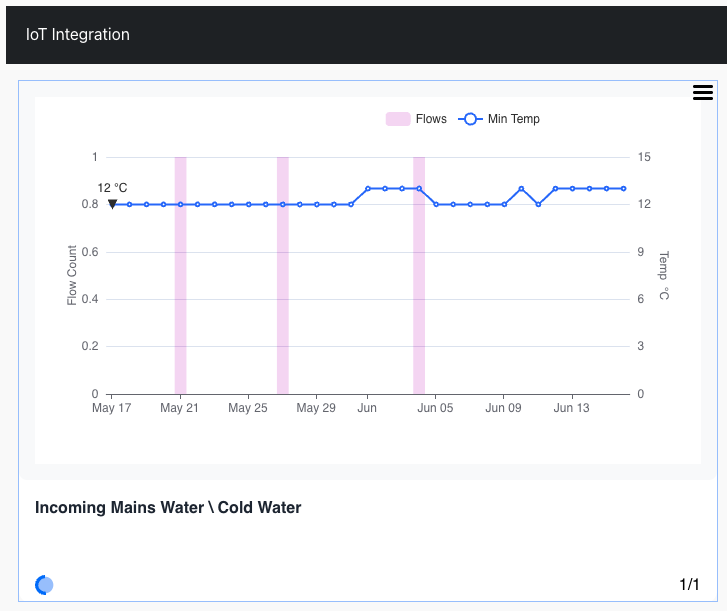 IoT Integration
Flows Min Temp
1 15
12 °C
0.8 12
0.6 9
Flow Count
Temp °C
0.4 6
0.2 3
0 0
May 17 May 21 May 25 May 29 Jun Jun 05 Jun 09 Jun 13
Incoming Mains Water \ Cold Water
1/1